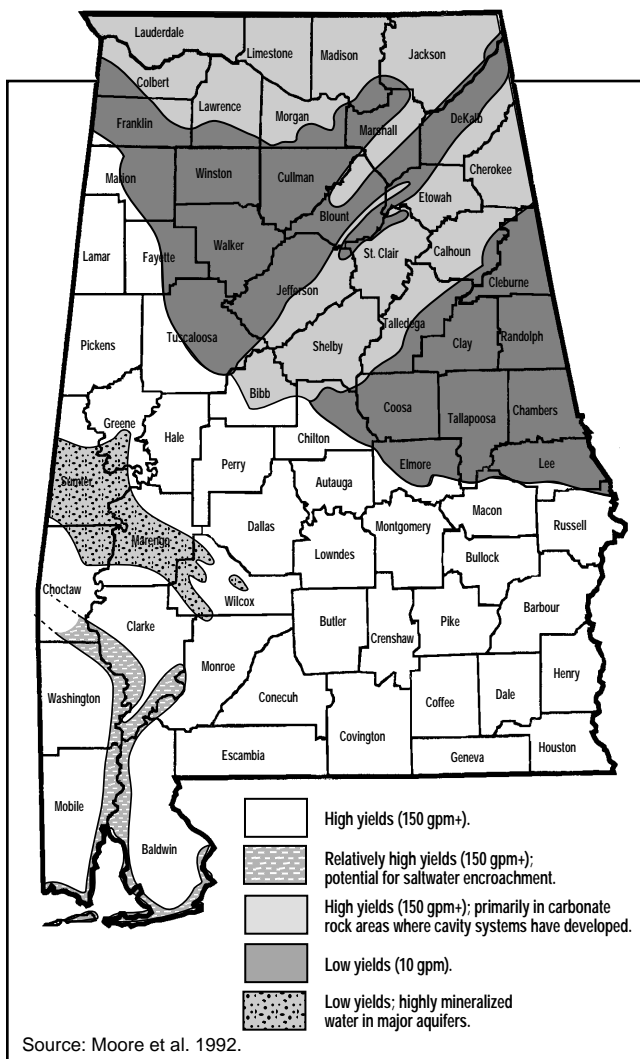 Lauderdale
Limestone
Madison
Jackson
Colbert
Lawrence
Morgan
Franklin
Marshall
DeKalb
Cherokee
Marion
Winston
Cullman
Etowah
Blount
Walker
Lamar
Fayette
St. Clair
Calhoun
Jefferson
Cleburne
Talledega
Tuscaloosa
Pickens
Shelby
Clay
Randolph
Bibb
Greene
Hale
Coosa
Tallapoosa
Chambers
Chilton
Perry
Elmore
Lee
Sumter
Autauga
Macon
Dallas
Montgomery
Russell
Marengo
Lowndes
Bullock
Choctaw
Wilcox
Barbour
Clarke
Butler
Pike
Crenshaw
Monroe
Henry
Washington
Conecuh
Coffee
Dale
Covington
Escambia
Geneva
Houston
Mobile
Baldwin
High yields (150 gpm+).
Relatively high yields (150 gpm+);
potential for saltwater encroachment.
High yields (150 gpm+); primarily in carbonate
rock areas where cavity systems have developed.
Low yields (10 gpm).
Low yields; highly mineralized
water in major aquifers.
Source: Moore et al. 1992.